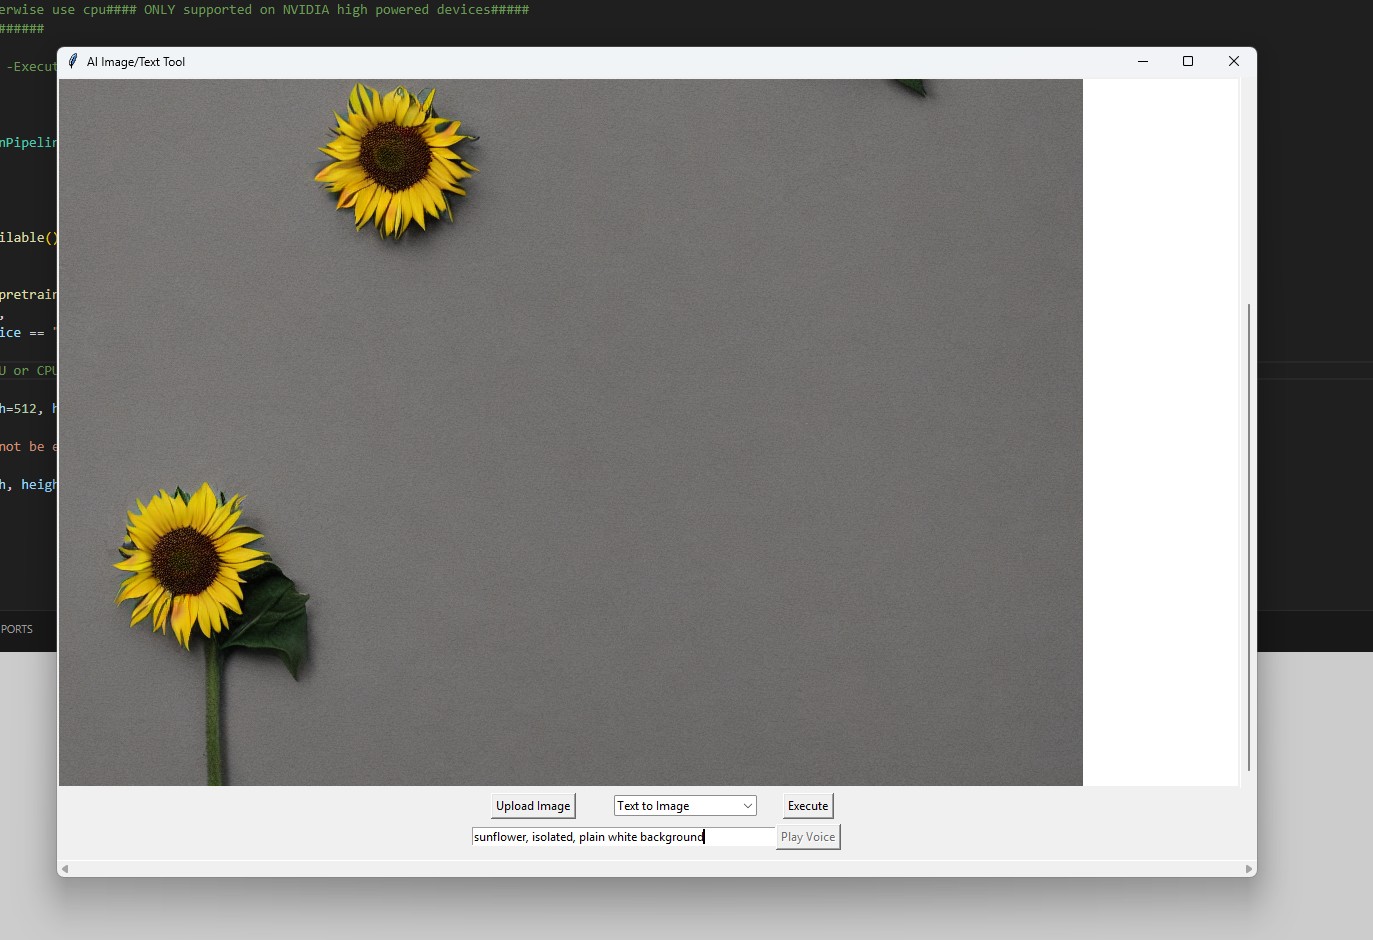 erwise use cpu#### ONLY supported on NVIDIA high powered devices#####
######
-Execut
nPipelin
ilable()
pretrain
,
ice == "
U or CPU
h=512, h
not be e
h, heigh
PORTS
AI Image/Text Tool
Upload Image
Text to Image
Execute
sunflower, isolated, plain white background
Play Voice